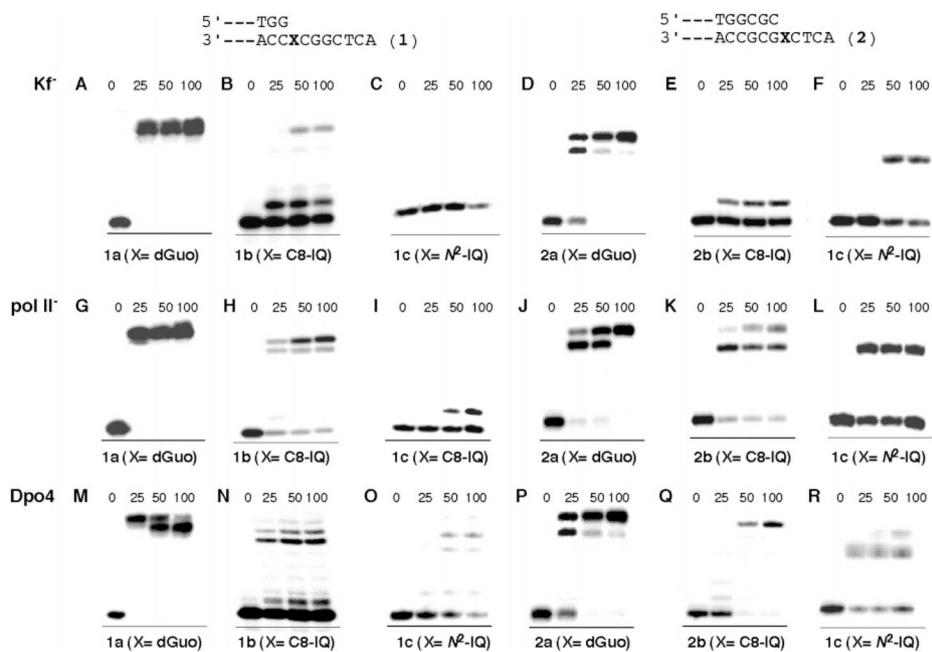 5'---TGG
3'---ACCXCGGCTCA (1)
5'---TGGCGC
3'---ACCGCGXCTCA (2)
Kf- A B C D E F
0 25 50 100 0 25 50 100 0 25 50 100 0 25 50 100 0 25 50 100 0 25 50 100
1a (X= dGuo) 1b (X= C8-IQ) 1c (X= N²-IQ) 2a (X= dGuo) 2b (X= C8-IQ) 1c (X= N²-IQ)
pol II- G H I J K L
0 25 50 100 0 25 50 100 0 25 50 100 0 25 50 100 0 25 50 100 0 25 50 100
1a (X= dGuo) 1b (X= C8-IQ) 1c (X= C8-IQ) 2a (X= dGuo) 2b (X= C8-IQ) 1c (X= N²-IQ)
Dpo4 M N O P Q R
0 25 50 100 0 25 50 100 0 25 50 100 0 25 50 100 0 25 50 100 0 25 50 100
1a (X= dGuo) 1b (X= C8-IQ) 1c (X= N²-IQ) 2a (X= dGuo) 2b (X= C8-IQ) 1c (X= N²-IQ)